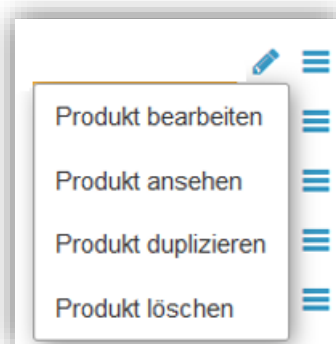 Produkt bearbeiten
Produkt ansehen
Produkt duplizieren
Produkt löschen